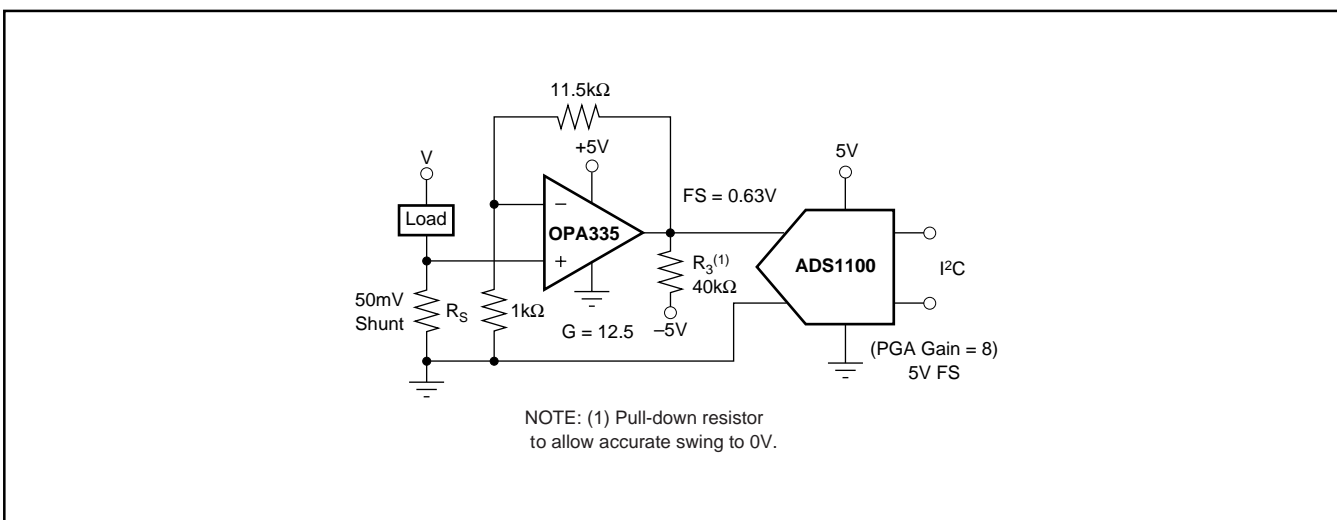 11.5kΩ
+5V
5V
V
FS = 0.63V
Load
−
OPA335
+
ADS1100
I²C
R₃⁽¹⁾
40kΩ
50mV
Shunt
R_S
1kΩ
G = 12.5
–5V
(PGA Gain = 8)
5V FS
NOTE: (1) Pull-down resistor
to allow accurate swing to 0V.